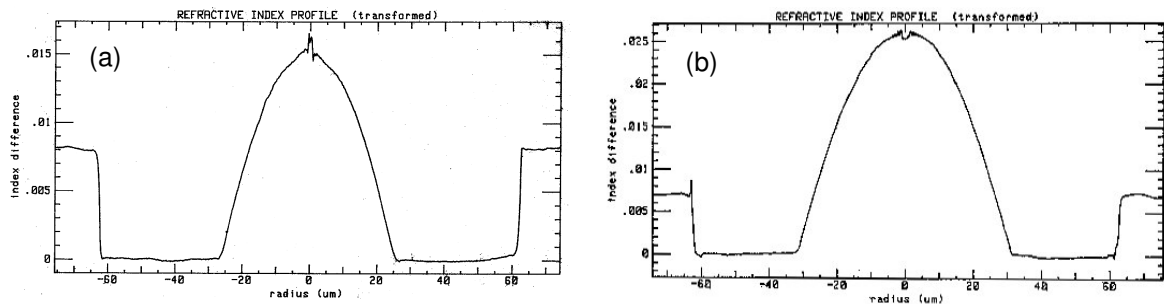 REFRACTIVE INDEX PROFILE (transformed)
(a)
index difference
.015
.01
.005
0
-60 -40 -20 0 20 40 60
radius (um)
REFRACTIVE INDEX PROFILE (transformed)
(b)
index difference
.025
.02
.015
.01
.005
0
-60 -40 -20 0 20 40 60
radius (um)